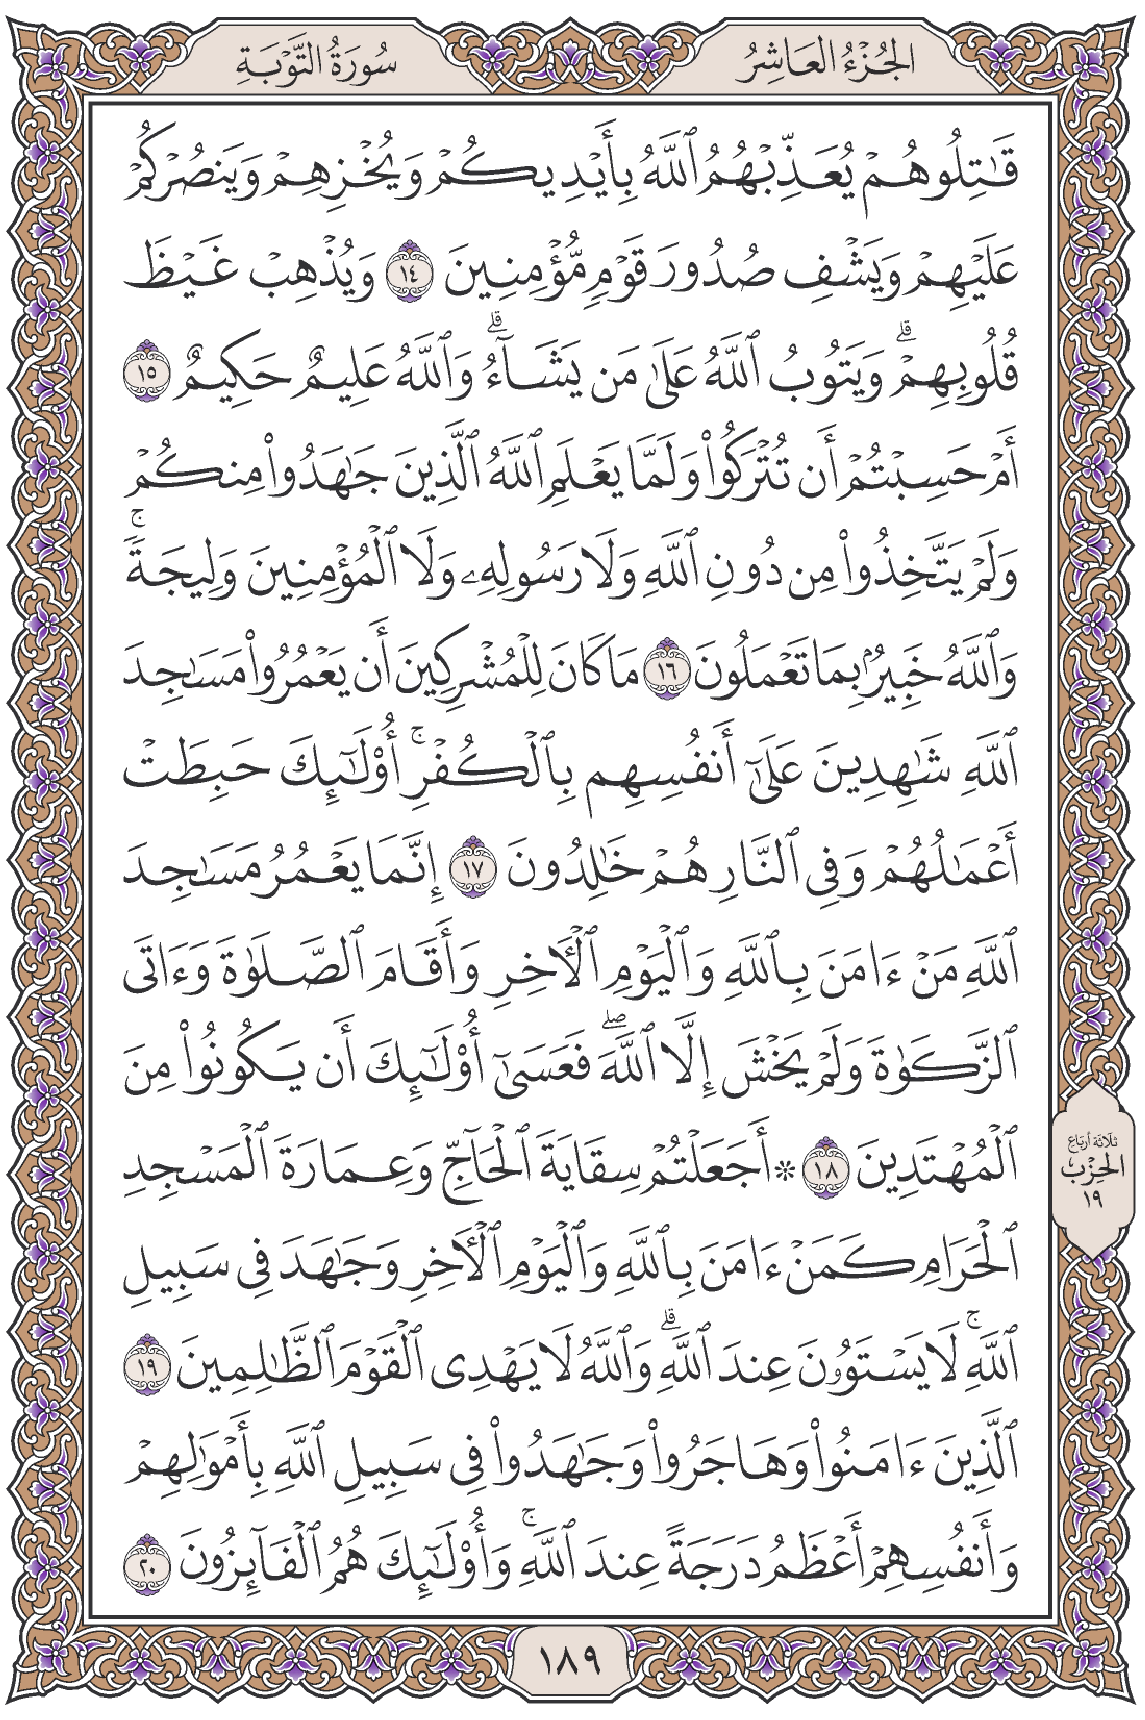 الجُزْءُ العَاشِرُ
سُورَةُ التَّوْبَةِ
قَٰتِلُوهُمْ يُعَذِّبْهُمُ ٱللَّهُ بِأَيْدِيكُمْ وَيُخْزِهِمْ وَيَنصُرْكُمْ
عَلَيْهِمْ وَيَشْفِ صُدُورَ قَوْمٍ مُّؤْمِنِينَ ١٤ وَيُذْهِبْ غَيْظَ
قُلُوبِهِمْۗ وَيَتُوبُ ٱللَّهُ عَلَىٰ مَن يَشَآءُۗ وَٱللَّهُ عَلِيمٌ حَكِيمٌ ١٥
أَمْ حَسِبْتُمْ أَن تُتْرَكُوا۟ وَلَمَّا يَعْلَمِ ٱللَّهُ ٱلَّذِينَ جَٰهَدُوا۟ مِنكُمْ
وَلَمْ يَتَّخِذُوا۟ مِن دُونِ ٱللَّهِ وَلَا رَسُولِهِۦ وَلَا ٱلْمُؤْمِنِينَ وَلِيجَةًۚ
وَٱللَّهُ خَبِيرٌۢ بِمَا تَعْمَلُونَ ١٦ مَا كَانَ لِلْمُشْرِكِينَ أَن يَعْمُرُوا۟ مَسَٰجِدَ
ٱللَّهِ شَٰهِدِينَ عَلَىٰٓ أَنفُسِهِم بِٱلْكُفْرِۚ أُو۟لَٰٓئِكَ حَبِطَتْ
أَعْمَٰلُهُمْ وَفِى ٱلنَّارِ هُمْ خَٰلِدُونَ ١٧ إِنَّمَا يَعْمُرُ مَسَٰجِدَ
ٱللَّهِ مَنْ ءَامَنَ بِٱللَّهِ وَٱلْيَوْمِ ٱلْءَاخِرِ وَأَقَامَ ٱلصَّلَوٰةَ وَءَاتَى
ٱلزَّكَوٰةَ وَلَمْ يَخْشَ إِلَّا ٱللَّهَۖ فَعَسَىٰٓ أُو۟لَٰٓئِكَ أَن يَكُونُوا۟ مِنَ
ٱلْمُهْتَدِينَ ١٨ ۞ أَجَعَلْتُمْ سِقَايَةَ ٱلْحَآجِّ وَعِمَارَةَ ٱلْمَسْجِدِ
ٱلْحَرَامِ كَمَنْ ءَامَنَ بِٱللَّهِ وَٱلْيَوْمِ ٱلْءَاخِرِ وَجَٰهَدَ فِى سَبِيلِ
ٱللَّهِۚ لَا يَسْتَوُۥنَ عِندَ ٱللَّهِۗ وَٱللَّهُ لَا يَهْدِى ٱلْقَوْمَ ٱلظَّٰلِمِينَ ١٩
ٱلَّذِينَ ءَامَنُوا۟ وَهَاجَرُوا۟ وَجَٰهَدُوا۟ فِى سَبِيلِ ٱللَّهِ بِأَمْوَٰلِهِمْ
وَأَنفُسِهِمْ أَعْظَمُ دَرَجَةً عِندَ ٱللَّهِۚ وَأُو۟لَٰٓئِكَ هُمُ ٱلْفَآئِزُونَ ٢٠
ثلاثة أرباع
الحزب
١٩
١٨٩